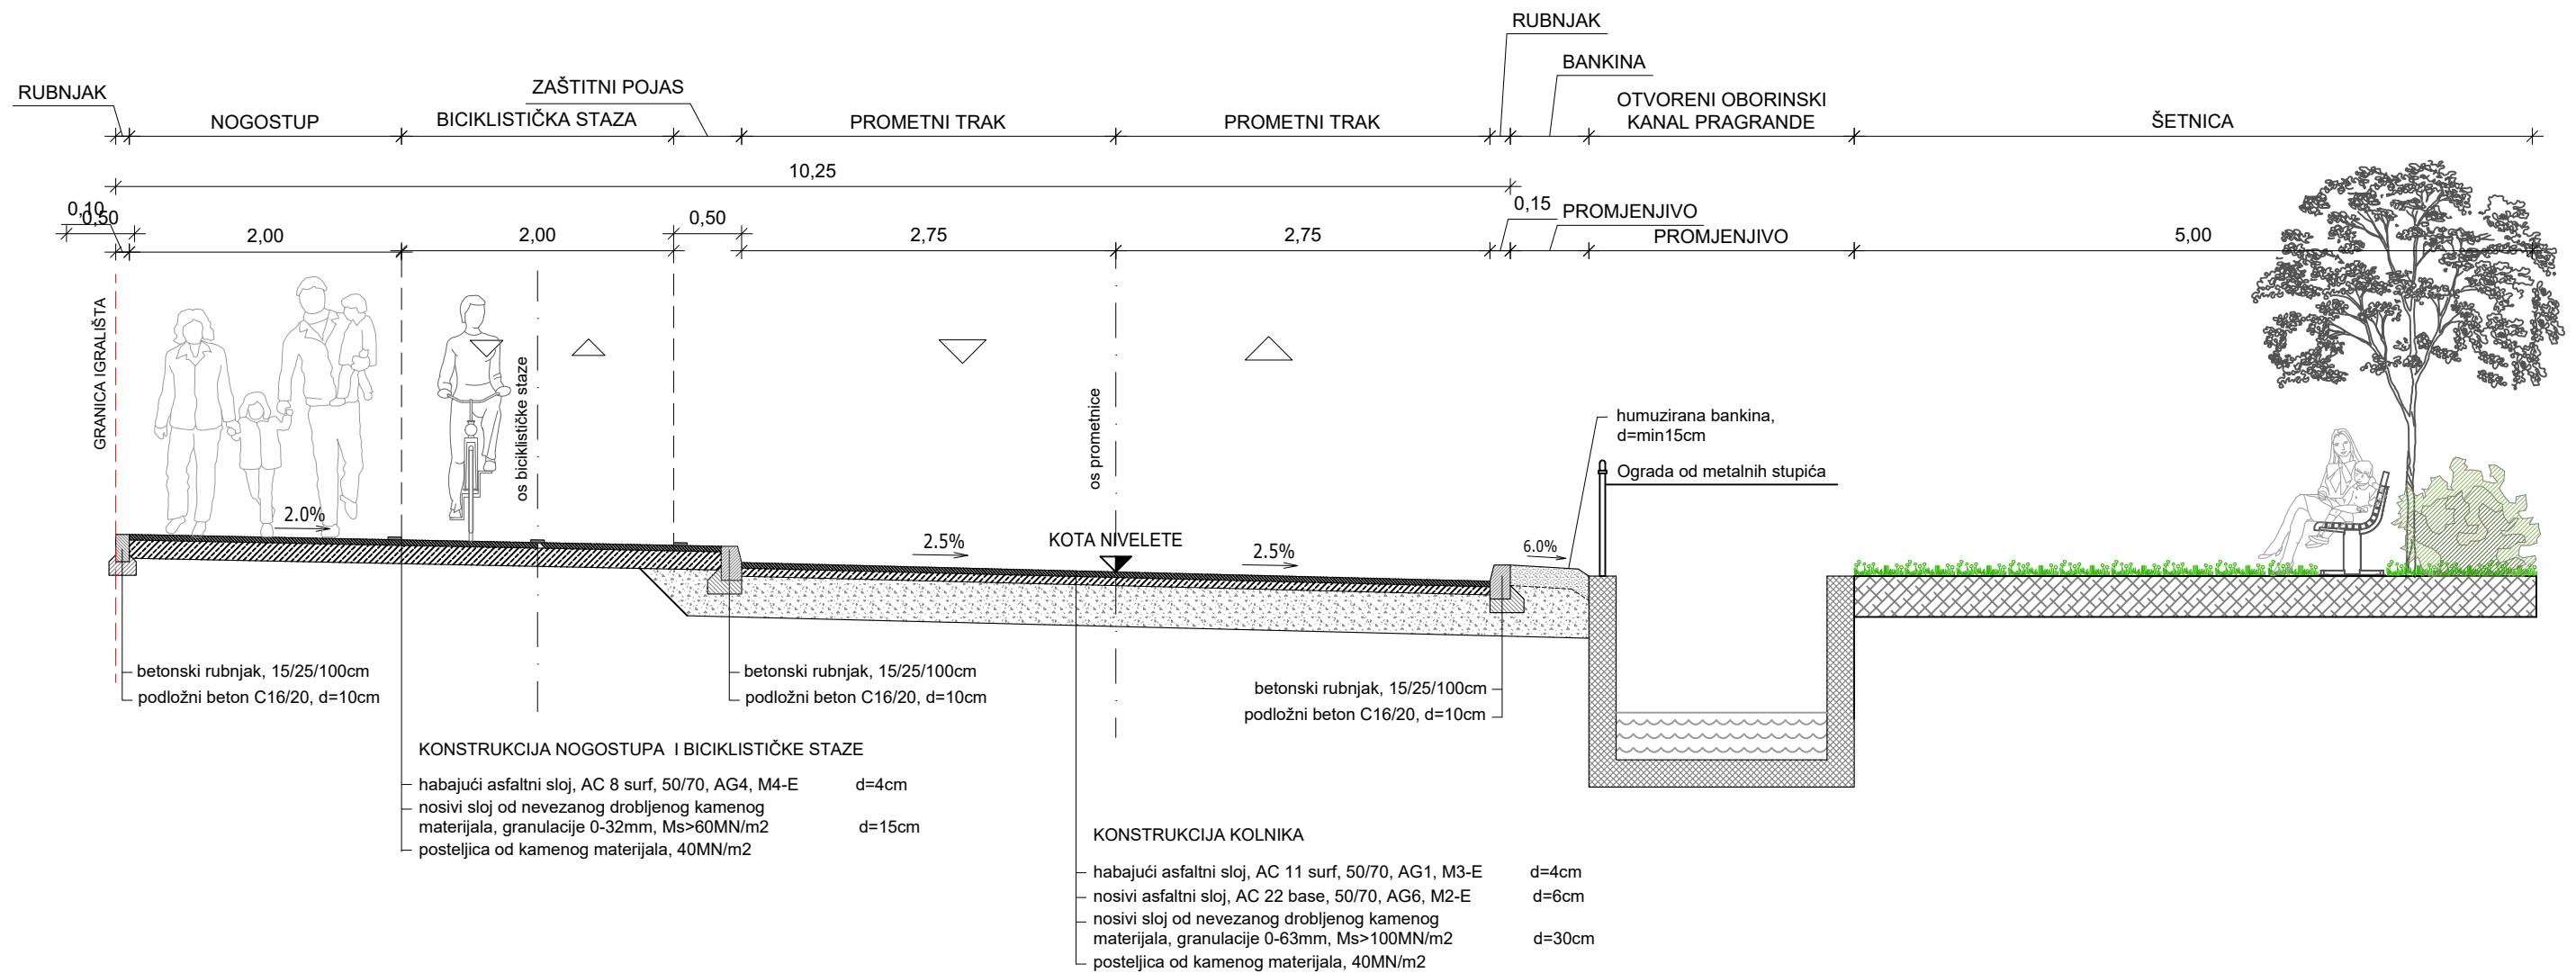 RUBNJAK
BANKINA
ZAŠTITNI POJAS
RUBNJAK
NOGOSTUP
BICIKLISTIČKA STAZA
PROMETNI TRAK
PROMETNI TRAK
OTVORENI OBORINSKI
KANAL PRAGRANDE
ŠETNICA
10,25
0,10
0,50
2,00
2,00
0,50
2,75
2,75
0,15
PROMJENJIVO
PROMJENJIVO
5,00
GRANICA IGRALIŠTA
os biciklističke staze
os prometnice
humuzirana bankina,
d=min15cm
Ograda od metalnih stupića
2.0%
2.5%
KOTA NIVELETE
2.5%
6.0%
betonski rubnjak, 15/25/100cm
podložni beton C16/20, d=10cm
betonski rubnjak, 15/25/100cm
podložni beton C16/20, d=10cm
betonski rubnjak, 15/25/100cm
podložni beton C16/20, d=10cm
KONSTRUKCIJA NOGOSTUPA I BICIKLISTIČKE STAZE
habajući asfaltni sloj, AC 8 surf, 50/70, AG4, M4-E d=4cm
nosivi sloj od nevezanog drobljenog kamenog
materijala, granulacije 0-32mm, Ms>60MN/m2 d=15cm
posteljica od kamenog materijala, 40MN/m2
KONSTRUKCIJA KOLNIKA
habajući asfaltni sloj, AC 11 surf, 50/70, AG1, M3-E d=4cm
nosivi asfaltni sloj, AC 22 base, 50/70, AG6, M2-E d=6cm
nosivi sloj od nevezanog drobljenog kamenog
materijala, granulacije 0-63mm, Ms>100MN/m2 d=30cm
posteljica od kamenog materijala, 40MN/m2